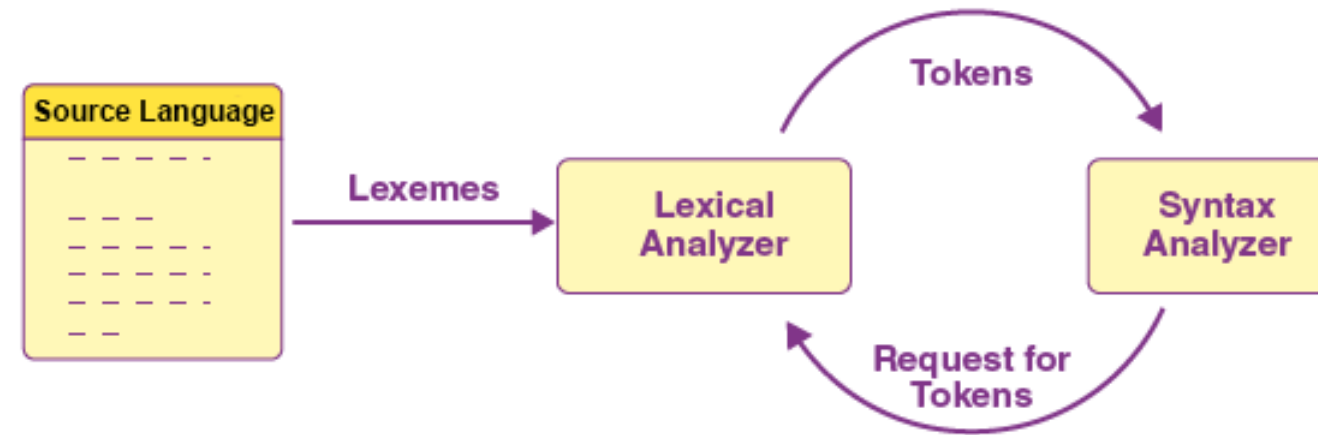 Source Language
Lexemes
Lexical
Analyzer
Tokens
Syntax
Analyzer
Request for
Tokens